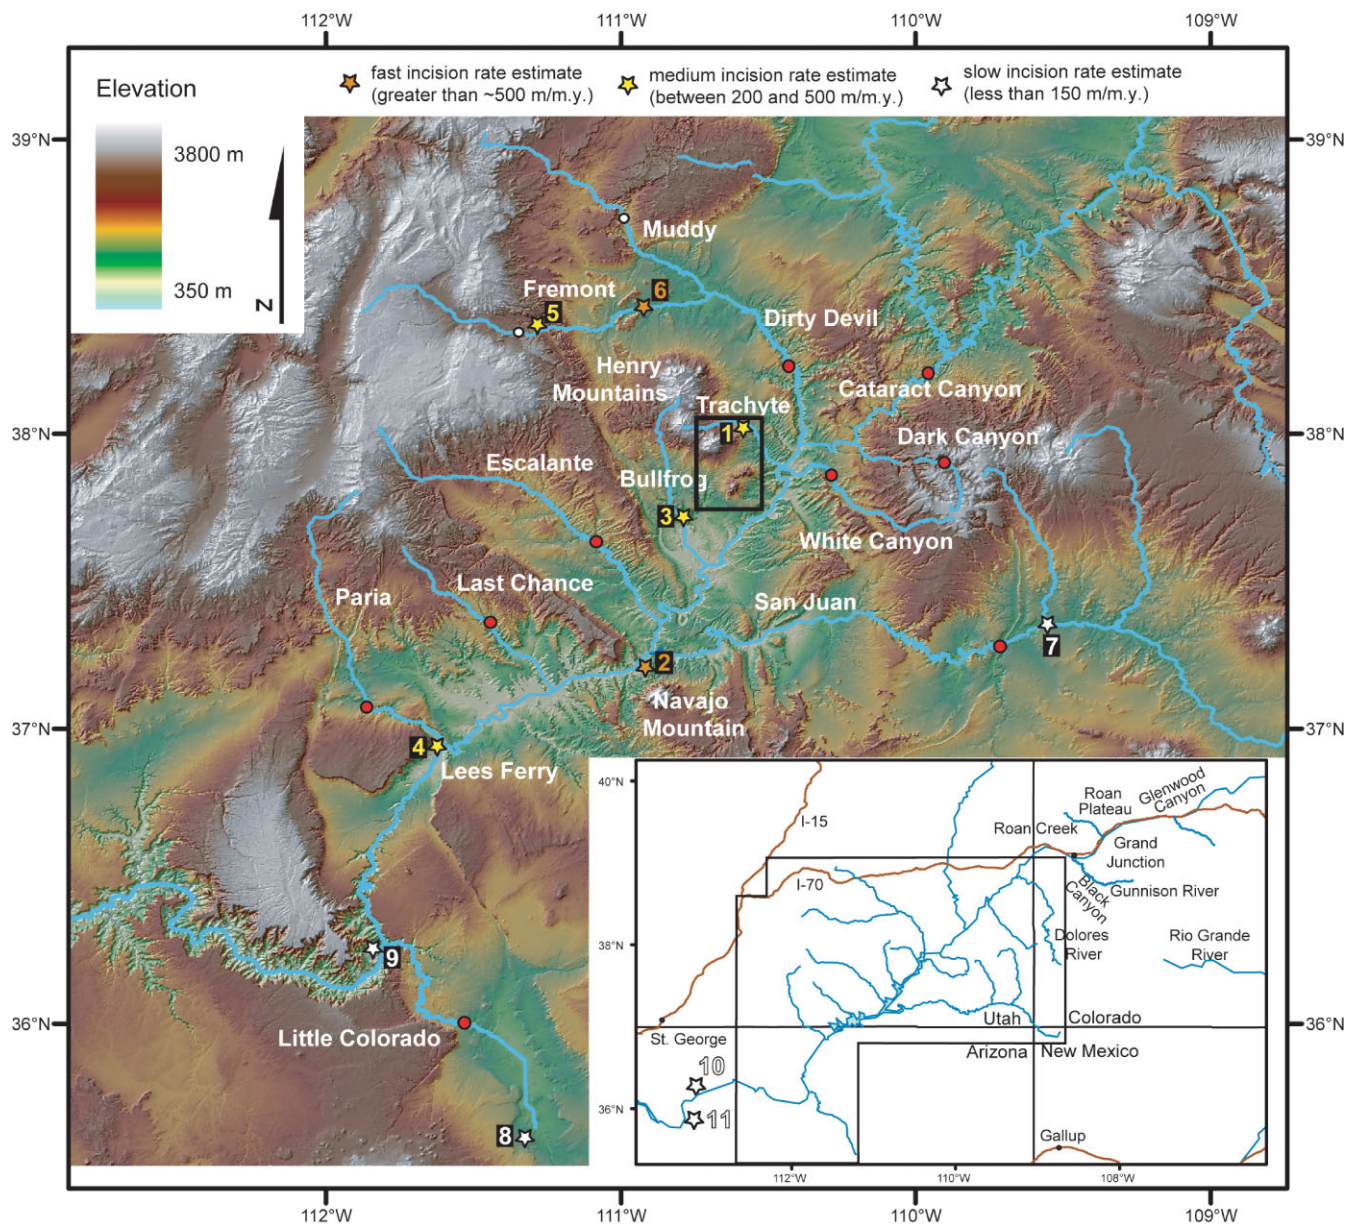 112°W
111°W
110°W
109°W
Elevation
3800 m
350 m
N
fast incision rate estimate
(greater than ~500 m/m.y.)
medium incision rate estimate
(between 200 and 500 m/m.y.)
slow incision rate estimate
(less than 150 m/m.y.)
39°N
39°N
Muddy
Fremont
6
5
Dirty Devil
Henry
Mountains
Cataract Canyon
Trachyte
38°N
1
Dark Canyon
38°N
Escalante
Bullfrog
3
White Canyon
Last Chance
Paria
San Juan
7
2
Navajo
Mountain
37°N
4
Lees Ferry
37°N
9
36°N
Little Colorado
36°N
8
40°N
I-15
Roan
Plateau
Glenwood
Canyon
Roan Creek
Grand
Junction
I-70
Black
Canyon
Gunnison River
38°N
Dolores
River
Rio Grande
River
Utah
Colorado
St. George
Arizona
New Mexico
10
36°N
11
Gallup
112°W
110°W
108°W
112°W
111°W
110°W
109°W